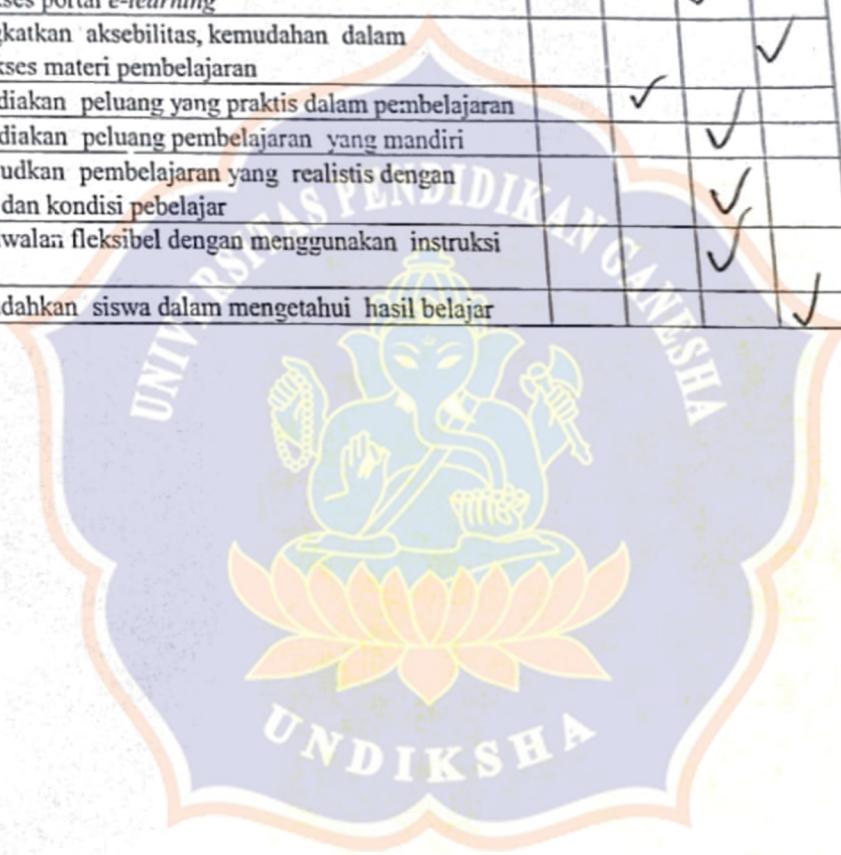 ses portal e-learning
gkatkan aksebilitas, kemudahan dalam
kses materi pembelajaran
diakan peluang yang praktis dalam pembelajaran
diakan peluang pembelajaran yang mandiri
udkan pembelajaran yang realistis dengan
dan kondisi pebelajar
walan fleksibel dengan menggunakan instruksi
dahkan siswa dalam mengetahui hasil belajar
UNIVERSITAS PENDIDIKAN GANESHA
UNDIKSHA